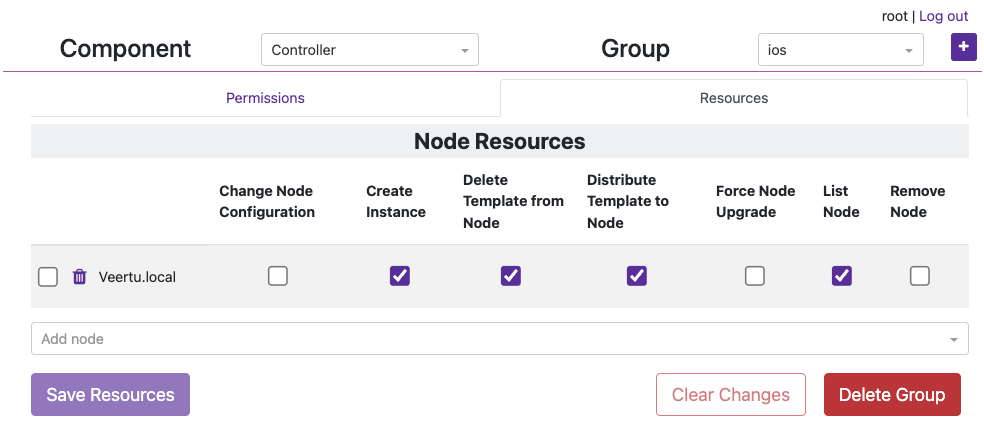 root | Log out
Component
Controller
Group
ios
+
Permissions
Resources
Node Resources
Change Node
Configuration
Create
Instance
Delete
Template from
Node
Distribute
Template to
Node
Force Node
Upgrade
List
Node
Remove
Node
Veertu.local
Add node
Save Resources
Clear Changes
Delete Group